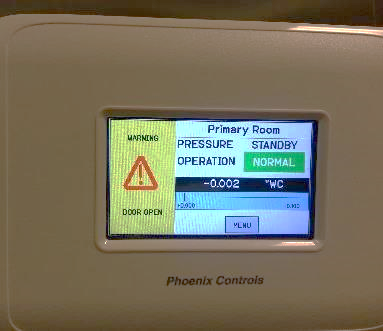 Primary Room
WARNING
PRESSURE STANDBY
OPERATION NORMAL
-0.002 "WC
DOOR OPEN
MENU
Phoenix Controls